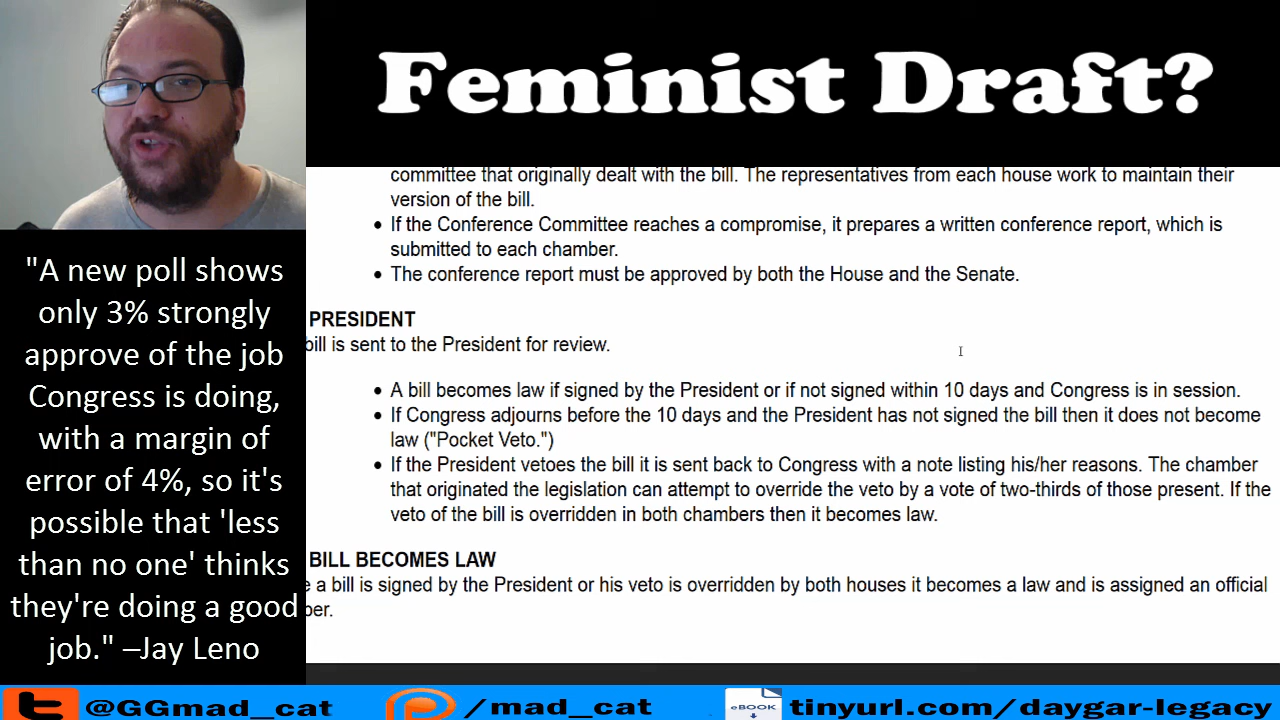 Feminist Draft?
committee that originally dealt with the bill. The representatives from each house work to maintain their
version of the bill.
• If the Conference Committee reaches a compromise, it prepares a written conference report, which is
submitted to each chamber.
• The conference report must be approved by both the House and the Senate.
PRESIDENT
bill is sent to the President for review.
• A bill becomes law if signed by the President or if not signed within 10 days and Congress is in session.
• If Congress adjourns before the 10 days and the President has not signed the bill then it does not become
law ("Pocket Veto.")
• If the President vetoes the bill it is sent back to Congress with a note listing his/her reasons. The chamber
that originated the legislation can attempt to override the veto by a vote of two-thirds of those present. If the
veto of the bill is overridden in both chambers then it becomes law.
BILL BECOMES LAW
e a bill is signed by the President or his veto is overridden by both houses it becomes a law and is assigned an official
ber.
"A new poll shows
only 3% strongly
approve of the job
Congress is doing,
with a margin of
error of 4%, so it's
possible that 'less
than no one' thinks
they're doing a good
job." –Jay Leno
@GGmad_cat
/mad_cat
eBOOK
tinyurl.com/daygar-legacy